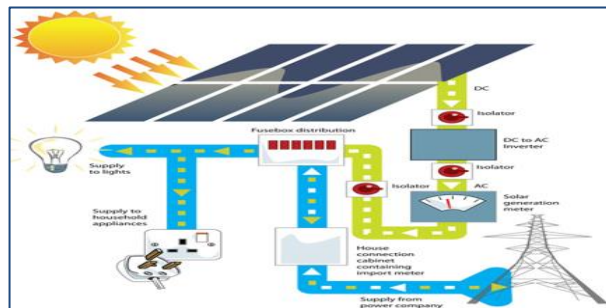 DC
Isolator
Fusebox distribution
DC to AC
Inverter
Isolator
Supply
to lights
Isolator
AC
Solar
generation
meter
Supply to
household
appliances
House
connection
cabinet
containing
import meter
Supply from
power company